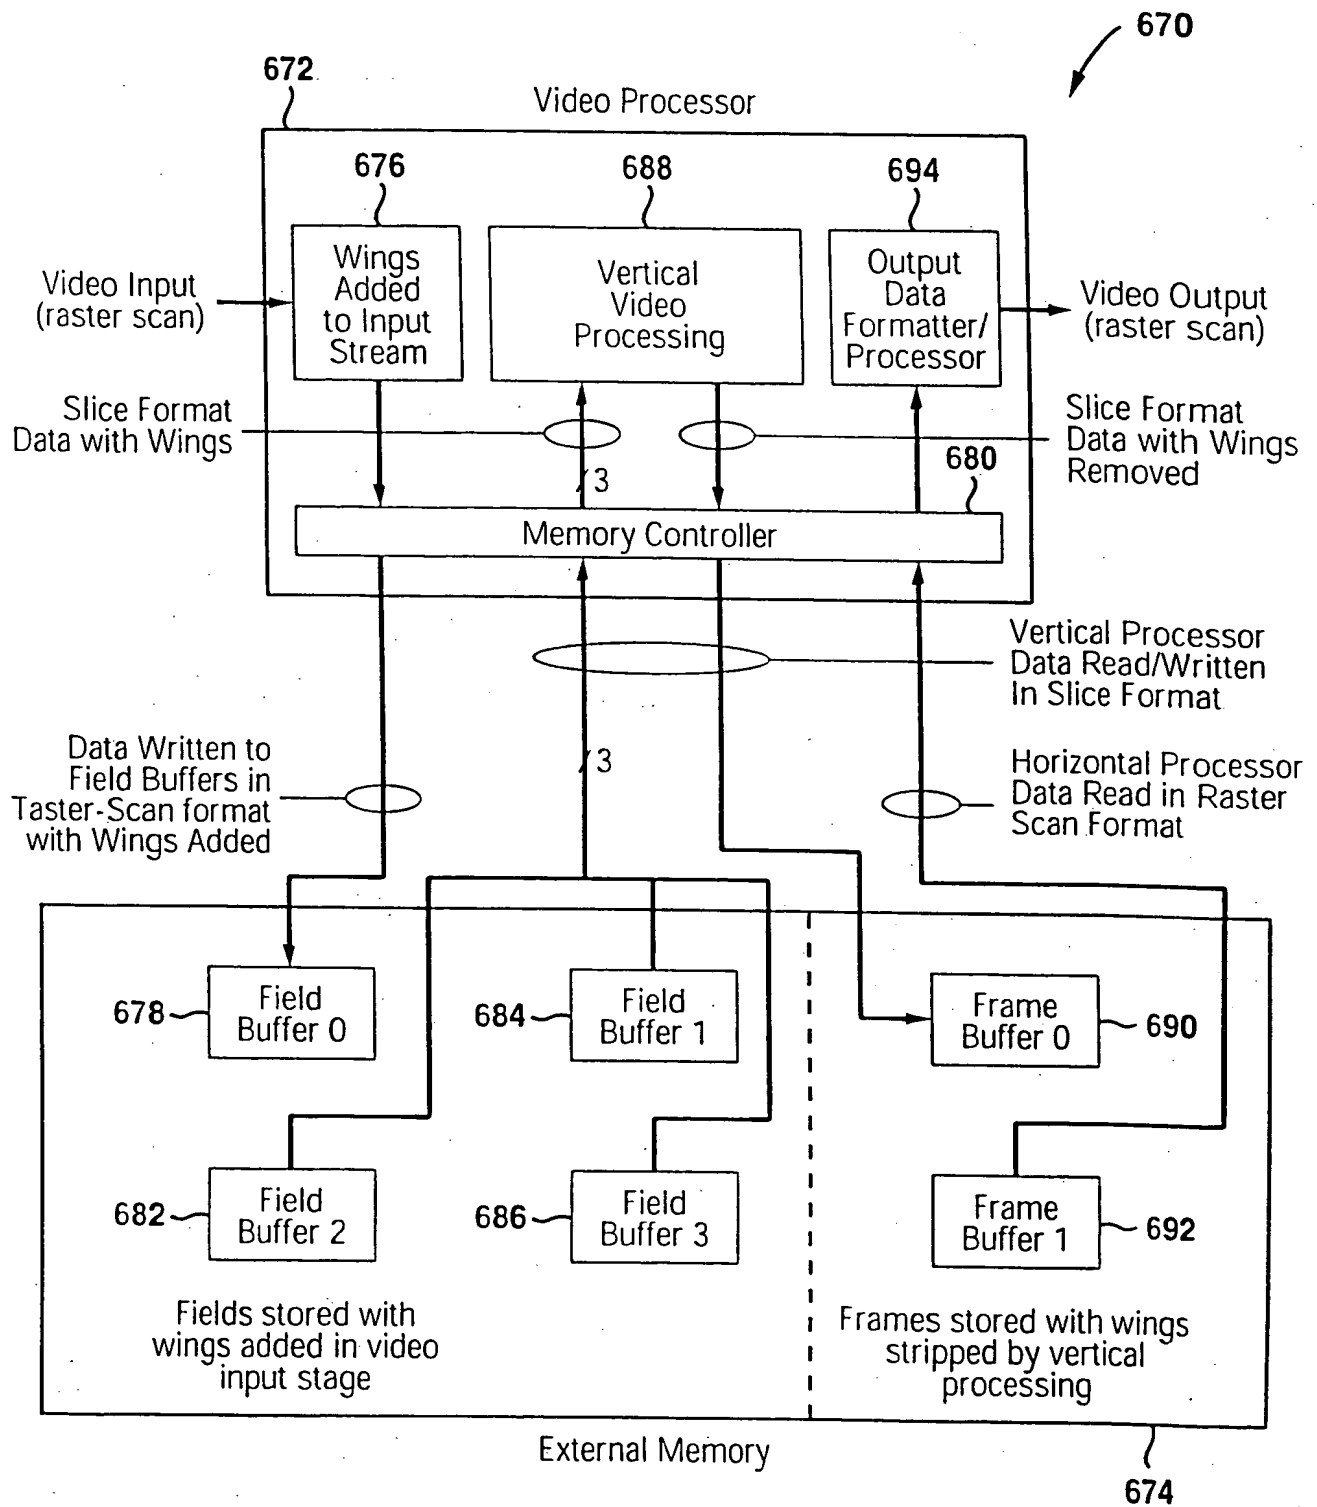 670
672
Video Processor
676
688
694
Wings
Added
to Input
Stream
Vertical
Video
Processing
Output
Data
Formatter/
Processor
Video Input
(raster scan)
Video Output
(raster scan)
Slice Format
Data with Wings
Slice Format
Data with Wings
Removed
3
680
Memory Controller
Vertical Processor
Data Read/Written
In Slice Format
3
Data Written to
Field Buffers in
Taster-Scan format
with Wings Added
Horizontal Processor
Data Read in Raster
Scan Format
678
Field
Buffer 0
684
Field
Buffer 1
Frame
Buffer 0
690
682
Field
Buffer 2
686
Field
Buffer 3
Frame
Buffer 1
692
Fields stored with
wings added in video
input stage
Frames stored with wings
stripped by vertical
processing
External Memory
674